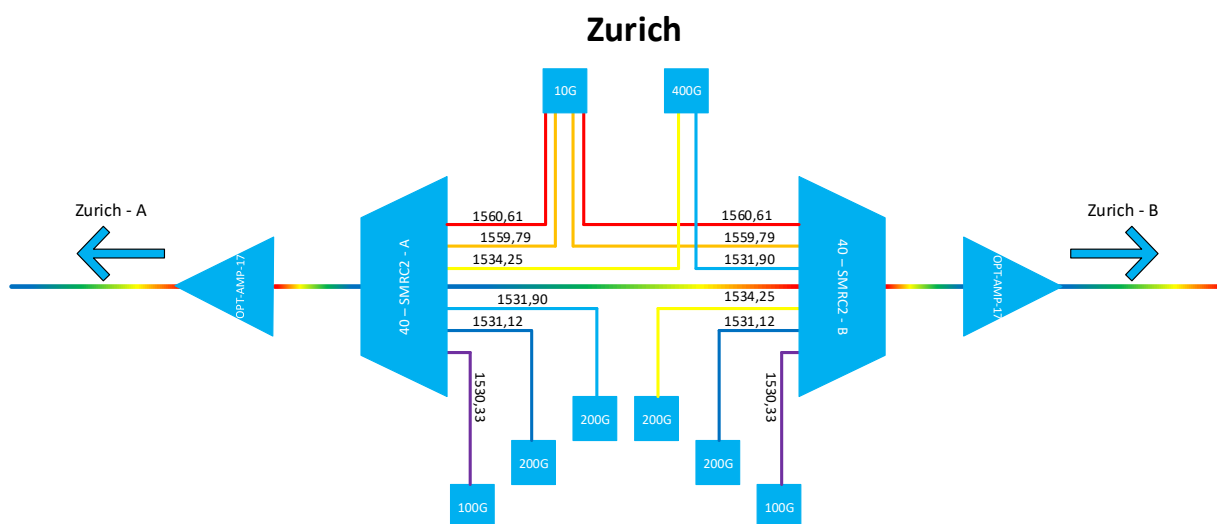 Zurich
10G
400G
Zurich - A
Zurich - B
OPT-AMP-17
40 – SMRC2 - A
1560,61
1559,79
1534,25
1531,90
1531,12
1530,33
1560,61
1559,79
1531,90
1534,25
1531,12
1530,33
40 – SMRC2 - B
OPT-AMP-17
200G
200G
200G
200G
100G
100G